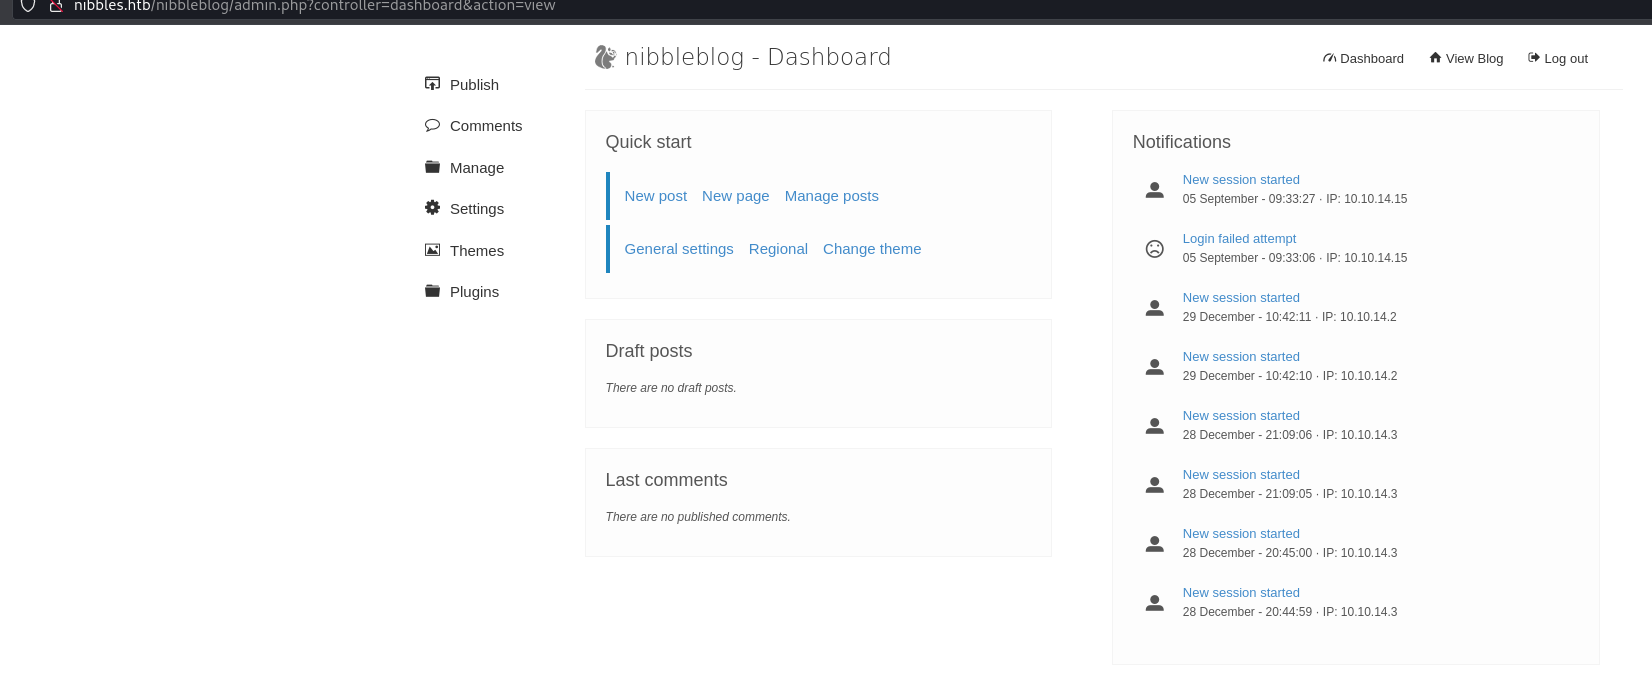 nibbles.htb/nibbleblog/admin.php?controller=dashboard&action=view
nibbleblog - Dashboard
Dashboard View Blog Log out
Publish
Comments
Manage
Settings
Themes
Plugins
Quick start
New post New page Manage posts
General settings Regional Change theme
Draft posts
There are no draft posts.
Last comments
There are no published comments.
Notifications
New session started
05 September - 09:33:27 · IP: 10.10.14.15
Login failed attempt
05 September - 09:33:06 · IP: 10.10.14.15
New session started
29 December - 10:42:11 · IP: 10.10.14.2
New session started
29 December - 10:42:10 · IP: 10.10.14.2
New session started
28 December - 21:09:06 · IP: 10.10.14.3
New session started
28 December - 21:09:05 · IP: 10.10.14.3
New session started
28 December - 20:45:00 · IP: 10.10.14.3
New session started
28 December - 20:44:59 · IP: 10.10.14.3